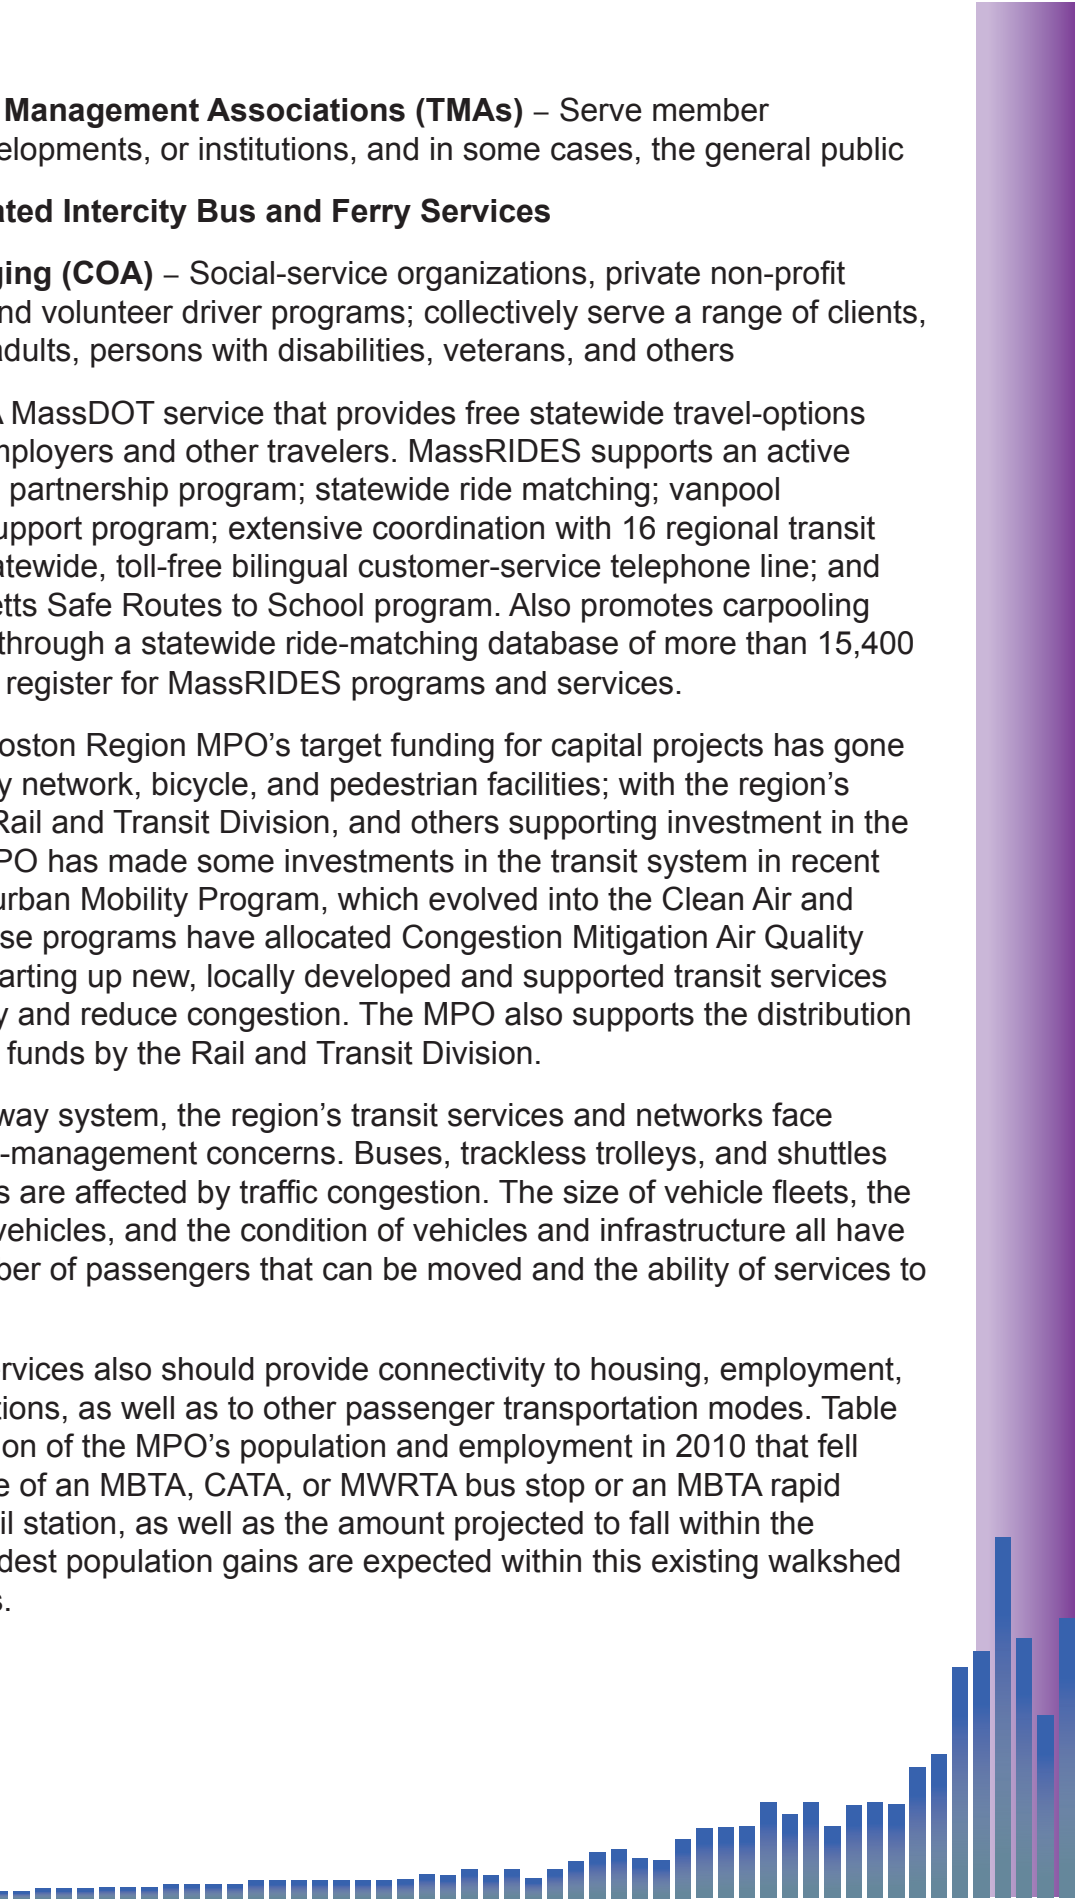 Management Associations (TMAs) – Serve member
elopments, or institutions, and in some cases, the general public
ated Intercity Bus and Ferry Services
ging (COA) – Social-service organizations, private non-profit
nd volunteer driver programs; collectively serve a range of clients,
adults, persons with disabilities, veterans, and others
A MassDOT service that provides free statewide travel-options
mployers and other travelers. MassRIDES supports an active
partnership program; statewide ride matching; vanpool
upport program; extensive coordination with 16 regional transit
atewide, toll-free bilingual customer-service telephone line; and
etts Safe Routes to School program. Also promotes carpooling
through a statewide ride-matching database of more than 15,400
register for MassRIDES programs and services.
oston Region MPO’s target funding for capital projects has gone
y network, bicycle, and pedestrian facilities; with the region’s
Rail and Transit Division, and others supporting investment in the
PO has made some investments in the transit system in recent
urban Mobility Program, which evolved into the Clean Air and
se programs have allocated Congestion Mitigation Air Quality
arting up new, locally developed and supported transit services
y and reduce congestion. The MPO also supports the distribution
funds by the Rail and Transit Division.
way system, the region’s transit services and networks face
-management concerns. Buses, trackless trolleys, and shuttles
s are affected by traffic congestion. The size of vehicle fleets, the
vehicles, and the condition of vehicles and infrastructure all have
ber of passengers that can be moved and the ability of services to
ervices also should provide connectivity to housing, employment,
tions, as well as to other passenger transportation modes. Table
ion of the MPO’s population and employment in 2010 that fell
e of an MBTA, CATA, or MWRTA bus stop or an MBTA rapid
il station, as well as the amount projected to fall within the
dest population gains are expected within this existing walkshed
s.